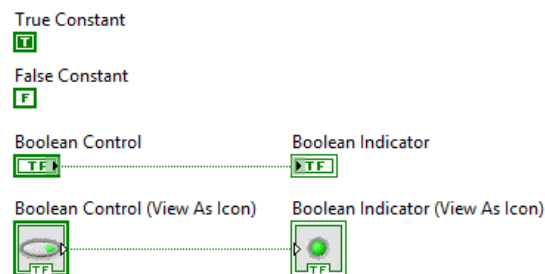 True Constant
T
False Constant
F
Boolean Control Boolean Indicator
TF TF
Boolean Control (View As Icon) Boolean Indicator (View As Icon)
TF TF